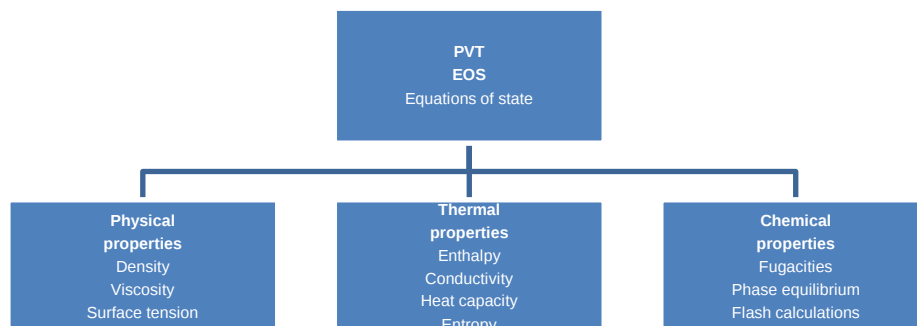 PVT
EOS
Equations of state
Physical
properties
Density
Viscosity
Surface tension
Thermal
properties
Enthalpy
Conductivity
Heat capacity
Entropy
Chemical
properties
Fugacities
Phase equilibrium
Flash calculations